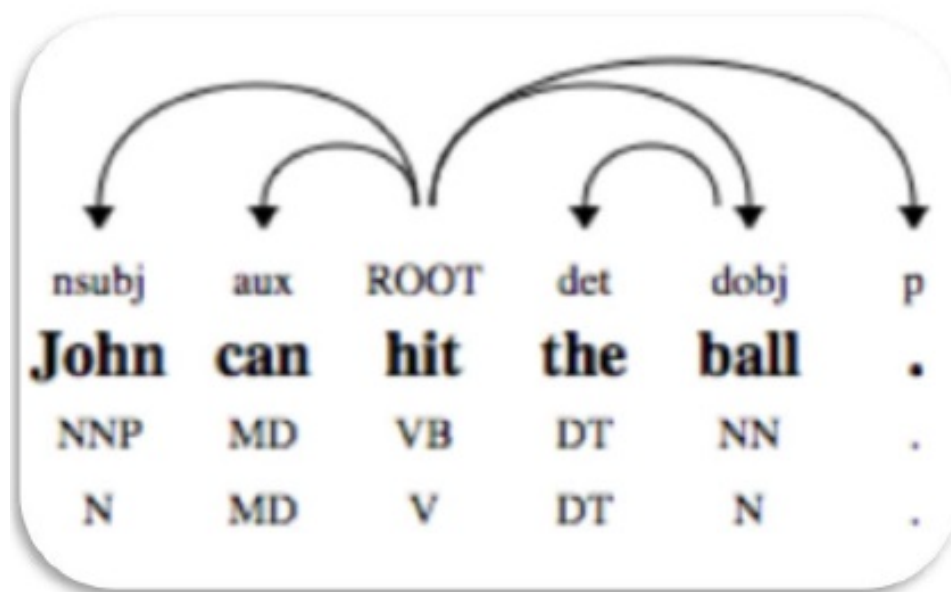 nsubj aux ROOT det dobj p
John can hit the ball .
NNP MD VB DT NN .
N MD V DT N .